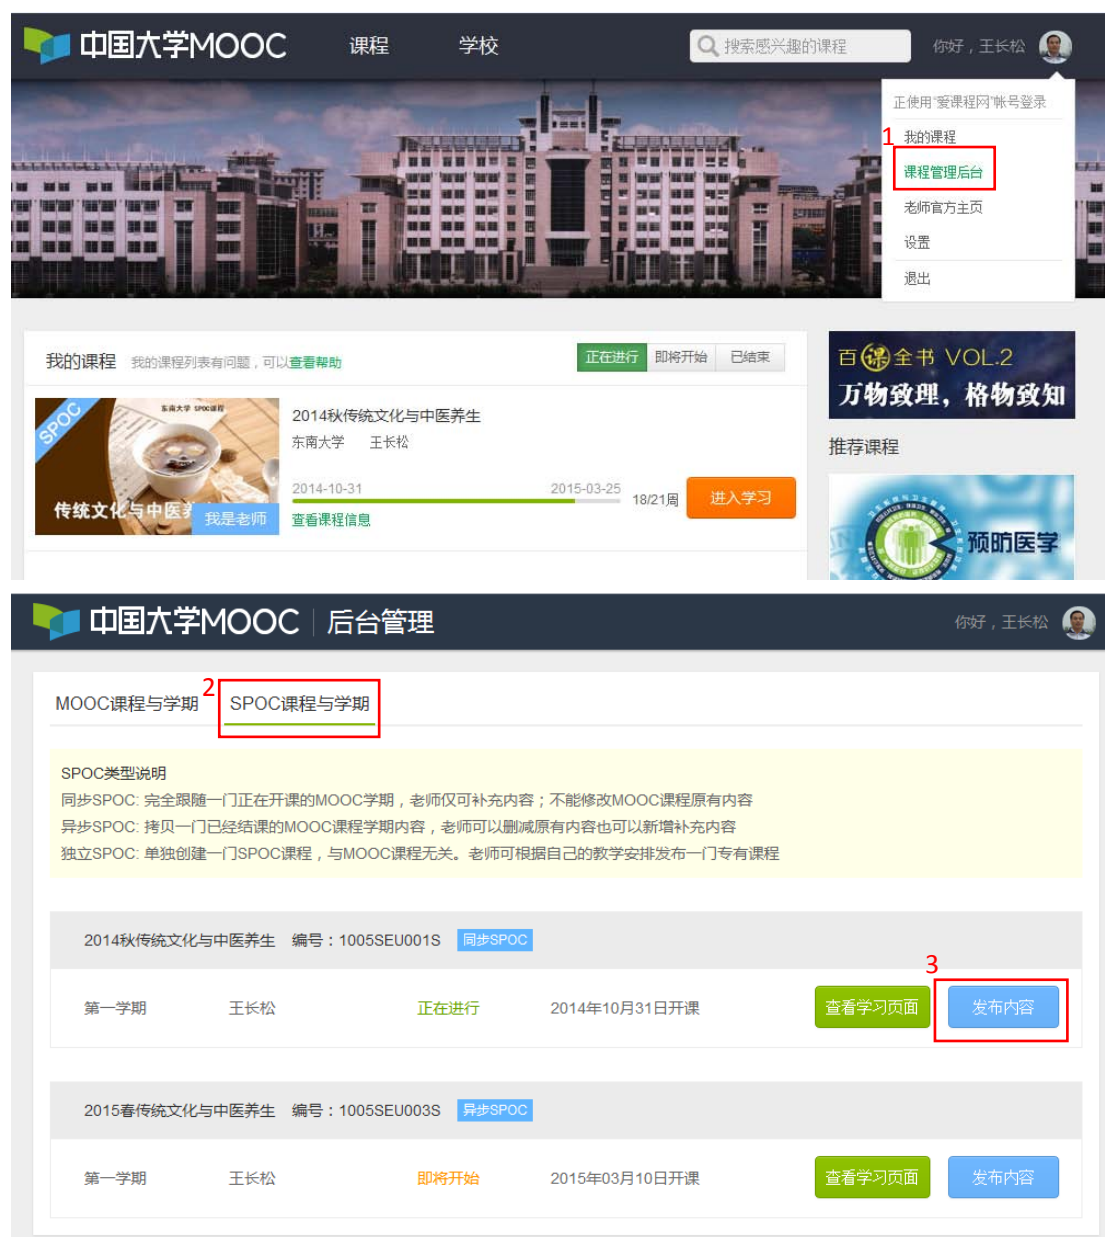 中国大学MOOC 课程 学校 搜索感兴趣的课程 你好，王长松
正使用"爱课程网"帐号登录
1 我的课程
课程管理后台
老师官方主页
设置
退出
我的课程 我的课程列表有问题，可以查看帮助 正在进行 即将开始 已结束
SPOC
东南大学 SPOC课程
传统文化与中医养
我是老师
2014秋传统文化与中医养生
东南大学 王长松
2014-10-31 2015-03-25
18/21周 进入学习
查看课程信息
百课全书 VOL.2
万物致理，格物致知
推荐课程
预防医学
中国大学MOOC 后台管理 你好，王长松
MOOC课程与学期 2 SPOC课程与学期
SPOC类型说明
同步SPOC: 完全跟随一门正在开课的MOOC学期，老师仅可补充内容；不能修改MOOC课程原有内容
异步SPOC: 拷贝一门已经结课的MOOC课程学期内容，老师可以删减原有内容也可以新增补充内容
独立SPOC: 单独创建一门SPOC课程，与MOOC课程无关。老师可根据自己的教学安排发布一门专有课程
2014秋传统文化与中医养生 编号：1005SEU001S 同步SPOC
3
第一学期 王长松 正在进行 2014年10月31日开课 查看学习页面 发布内容
2015春传统文化与中医养生 编号：1005SEU003S 异步SPOC
第一学期 王长松 即将开始 2015年03月10日开课 查看学习页面 发布内容